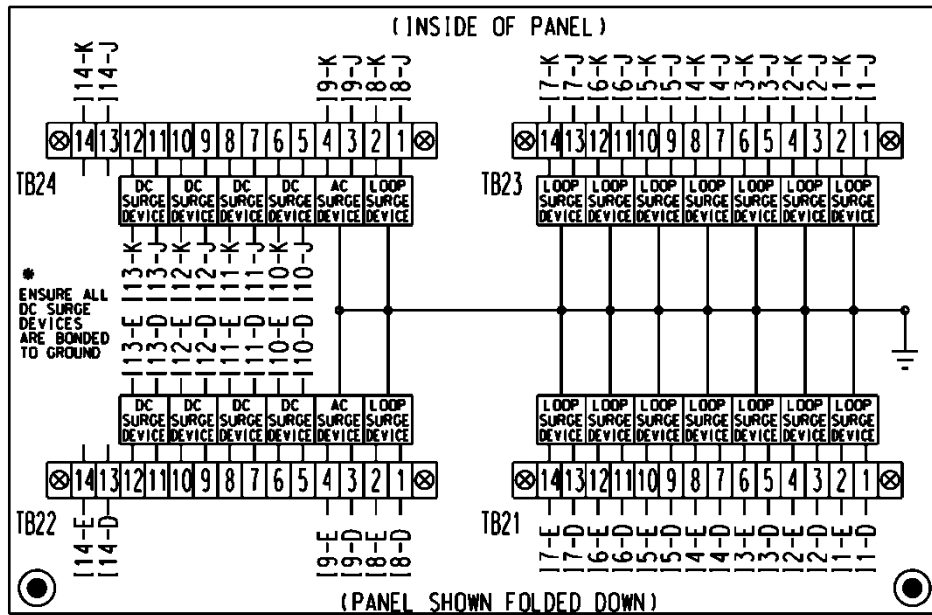 (INSIDE OF PANEL)
I14-K I14-J I9-K I9-J I8-K I8-J
I7-K I7-J I6-K I6-J I5-K I5-J I4-K I4-J I3-K I3-J I2-K I2-J I1-K I1-J
14 13 12 11 10 9 8 7 6 5 4 3 2 1
14 13 12 11 10 9 8 7 6 5 4 3 2 1
TB24
TB23
DC DC DC DC AC LOOP
SURGE SURGE SURGE SURGE SURGE SURGE
DEVICE DEVICE DEVICE DEVICE DEVICE DEVICE
LOOP LOOP LOOP LOOP LOOP LOOP LOOP
SURGE SURGE SURGE SURGE SURGE SURGE SURGE
DEVICE DEVICE DEVICE DEVICE DEVICE DEVICE DEVICE
I13-K I13-J I12-K I12-J I11-K I11-J I10-K I10-J
*
ENSURE ALL
DC SURGE
DEVICES
ARE BONDED
TO GROUND
I13-E I13-D I12-E I12-D I11-E I11-D I10-E I10-D
DC DC DC DC AC LOOP
SURGE SURGE SURGE SURGE SURGE SURGE
DEVICE DEVICE DEVICE DEVICE DEVICE DEVICE
LOOP LOOP LOOP LOOP LOOP LOOP LOOP
SURGE SURGE SURGE SURGE SURGE SURGE SURGE
DEVICE DEVICE DEVICE DEVICE DEVICE DEVICE DEVICE
14 13 12 11 10 9 8 7 6 5 4 3 2 1
14 13 12 11 10 9 8 7 6 5 4 3 2 1
TB22
TB21
I14-E I14-D I9-E I9-D I8-E I8-D
I7-E I7-D I6-E I6-D I5-E I5-D I4-E I4-D I3-E I3-D I2-E I2-D I1-E I1-D
(PANEL SHOWN FOLDED DOWN)